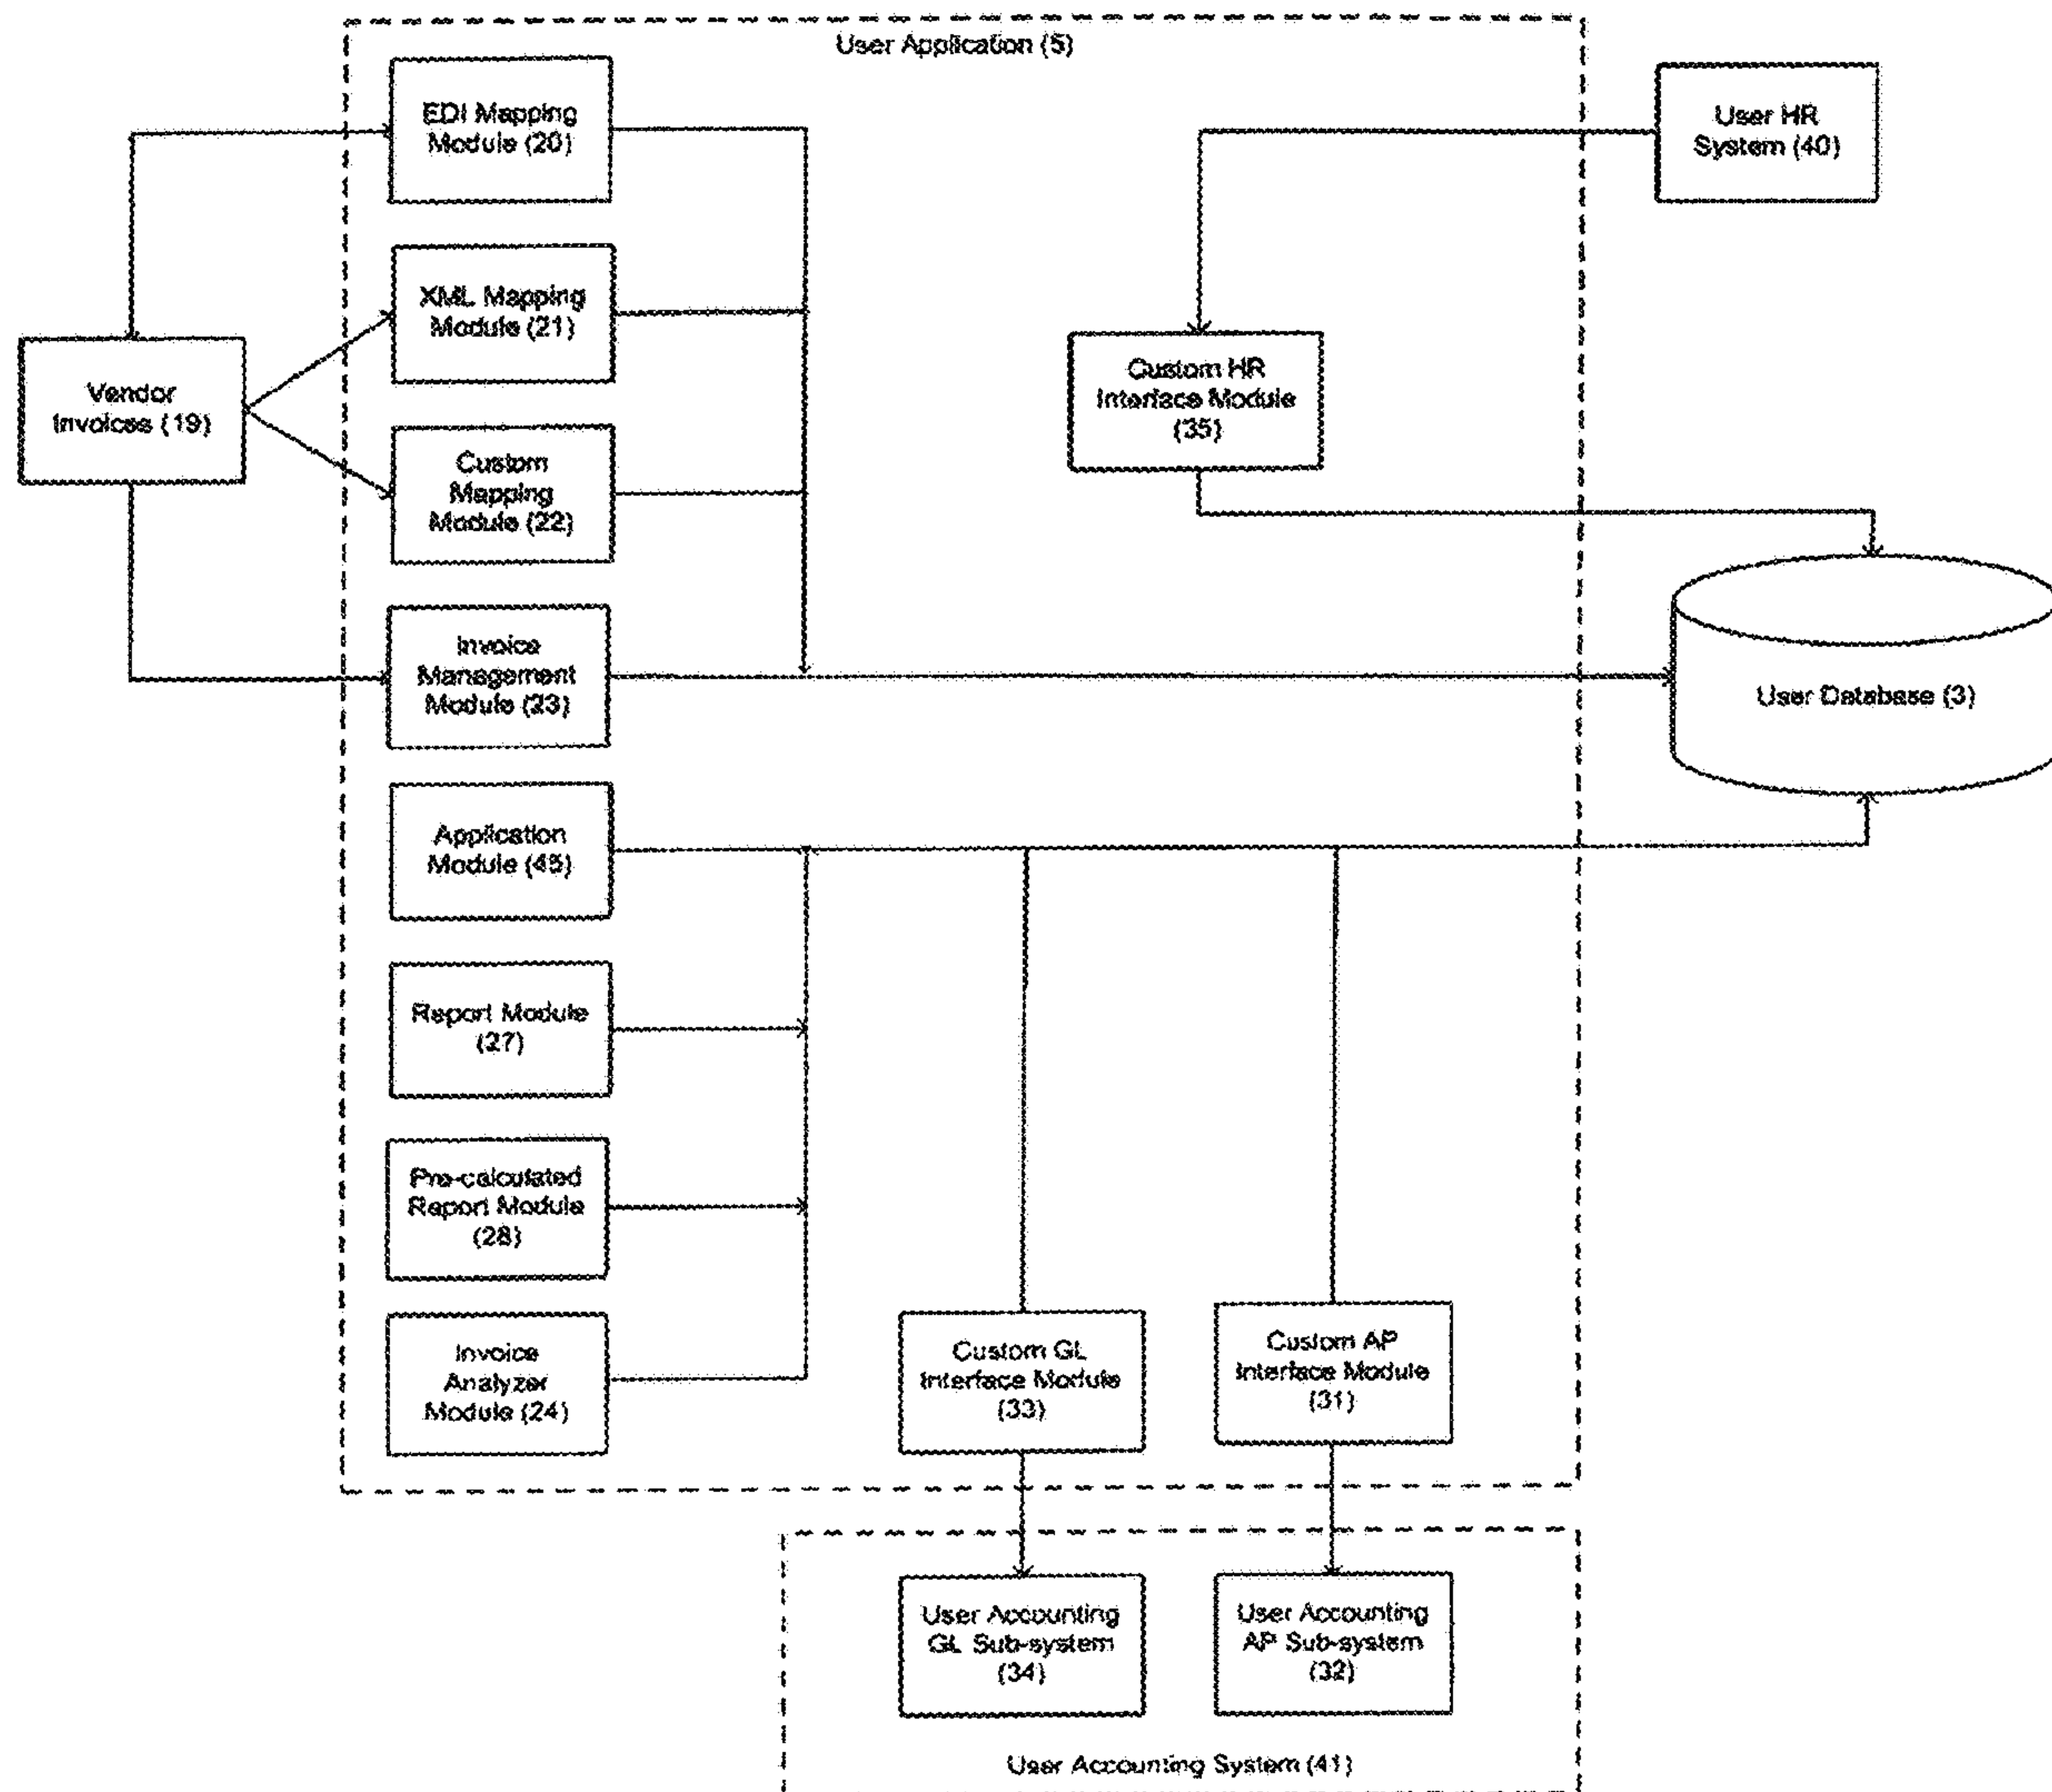 User Application (5)
EDI Mapping
Module (20)
User HR
System (40)
XML Mapping
Module (21)
Vendor
Invoices (19)
Custom HR
Interface Module
(35)
Custom
Mapping
Module (22)
Invoice
Management
Module (23)
User Database (3)
Application
Module (45)
Report Module
(27)
Pre-calculated
Report Module
(28)
Invoice
Analyzer
Module (24)
Custom GL
Interface Module
(33)
Custom AP
Interface Module
(31)
User Accounting
GL Sub-system
(34)
User Accounting
AP Sub-system
(32)
User Accounting System (41)